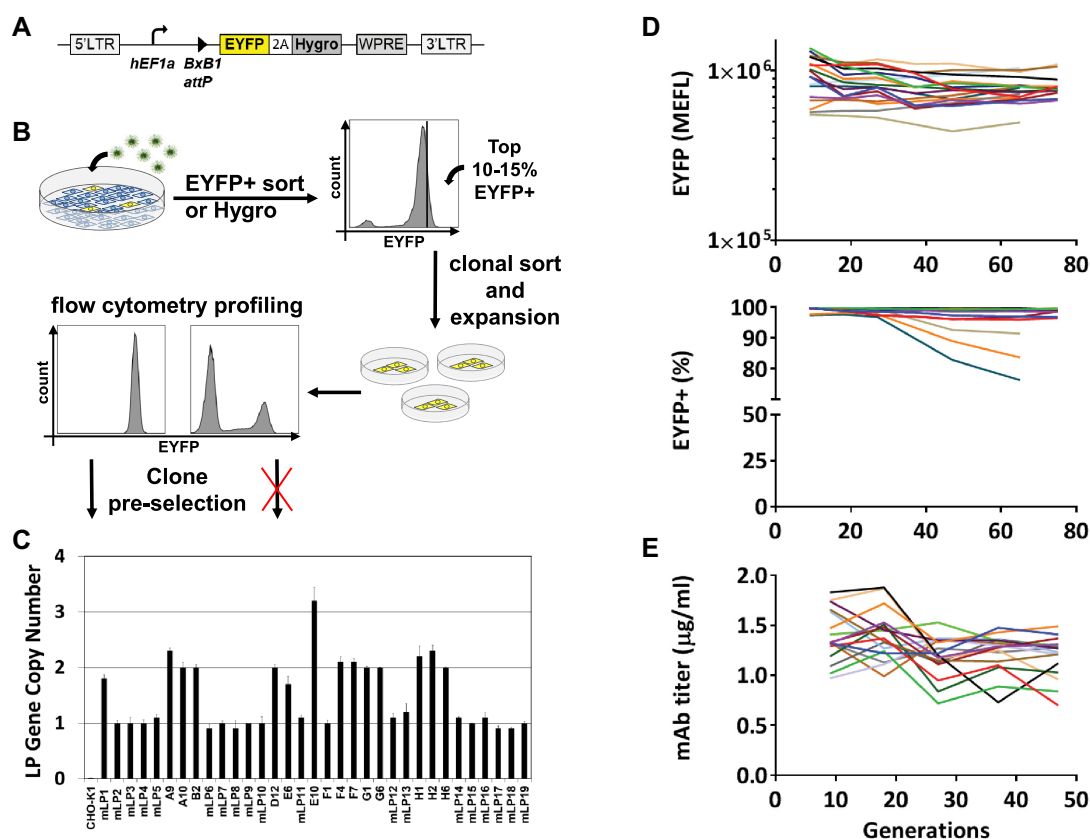 A
5'LTR
hEF1a
BxB1
attP
EYFP
2A
Hygro
WPRE
3'LTR
B
EYFP+ sort
or Hygro
count
EYFP
Top
10-15%
EYFP+
clonal sort
and
expansion
flow cytometry profiling
count
EYFP
Clone
pre-selection
C
LP Gene Copy Number
4
3
2
1
0
CHO-K1
mLP1
mLP2
mLP3
mLP4
mLP5
A9
A10
B2
mLP6
mLP7
mLP8
mLP9
mLP10
D12
E6
mLP11
E10
F1
F4
F7
G1
G6
mLP12
mLP13
H1
H2
H6
mLP14
mLP15
mLP16
mLP17
mLP18
mLP19
D
EYFP (MEFL)
1×10⁶
1×10⁵
0 20 40 60 80
EYFP+ (%)
100
90
80
70
50
25
0
0 20 40 60 80
E
mAb titer (µg/ml)
2.0
1.5
1.0
0.5
0.0
0 10 20 30 40 50
Generations